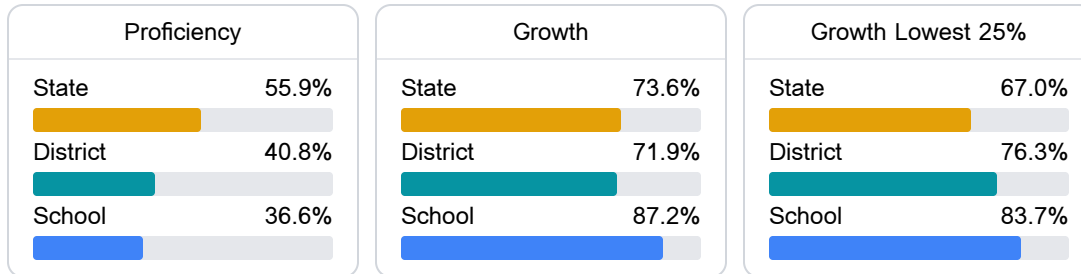 Proficiency
State 55.9%
District 40.8%
School 36.6%
Growth
State 73.6%
District 71.9%
School 87.2%
Growth Lowest 25%
State 67.0%
District 76.3%
School 83.7%